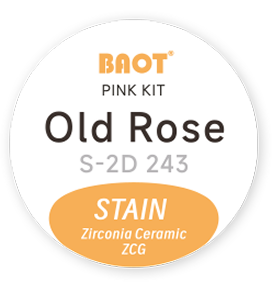 BAOT®
PINK KIT
Old Rose
S-2D 243
STAIN
Zirconia Ceramic
ZCG